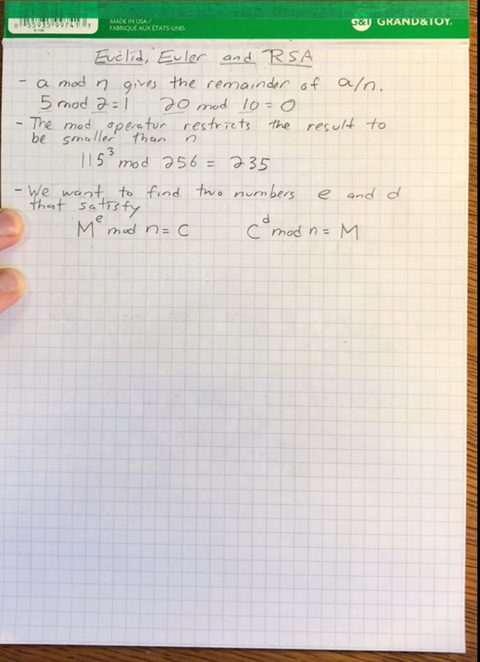 MADE IN USA /
FABRIQUÉ AUX ÉTATS-UNIS
G&T GRAND&TOY.
Euclid, Euler and RSA
- a mod n gives the remainder of a/n.
5 mod 2 = 1 20 mod 10 = 0
- The mod operator restricts the result to
be smaller than n
115³ mod 256 = 235
- We want to find two numbers e and d
that satisfy
Mᵉ mod n = C Cᵈ mod n = M